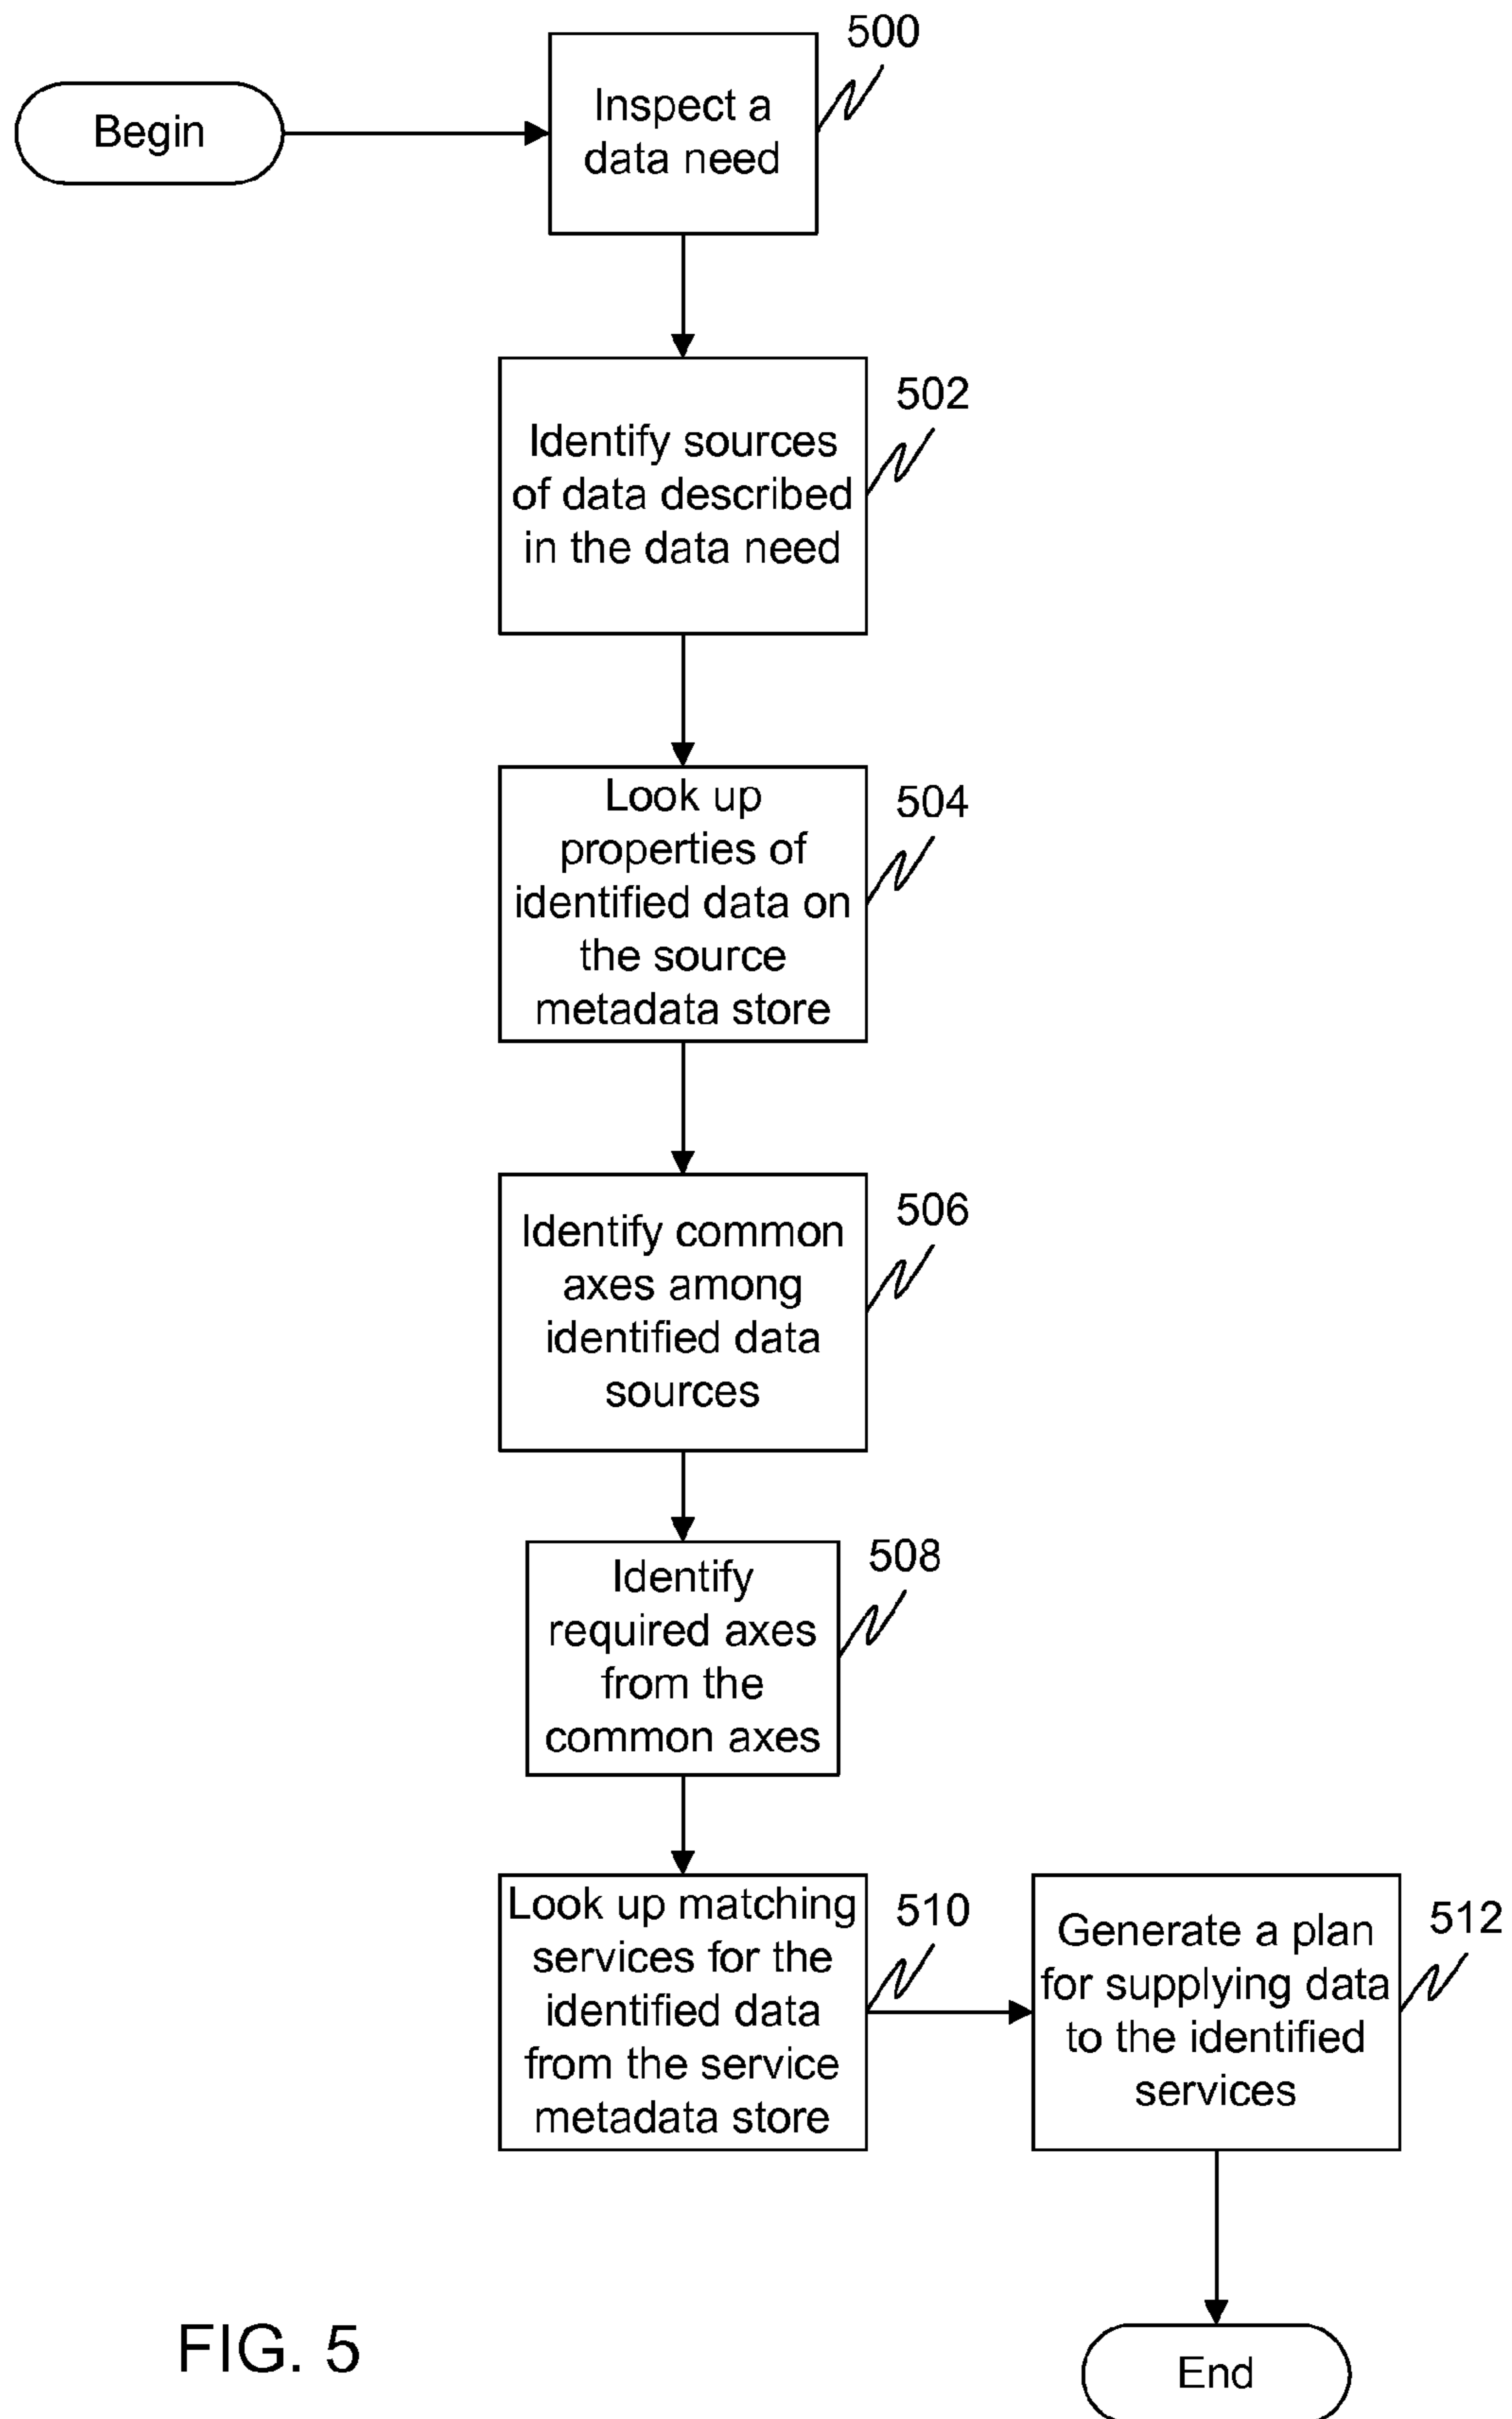 500
Begin
Inspect a
data need
502
Identify sources
of data described
in the data need
504
Look up
properties of
identified data on
the source
metadata store
506
Identify common
axes among
identified data
sources
508
Identify
required axes
from the
common axes
510
Look up matching
services for the
identified data
from the service
metadata store
512
Generate a plan
for supplying data
to the identified
services
End
FIG. 5